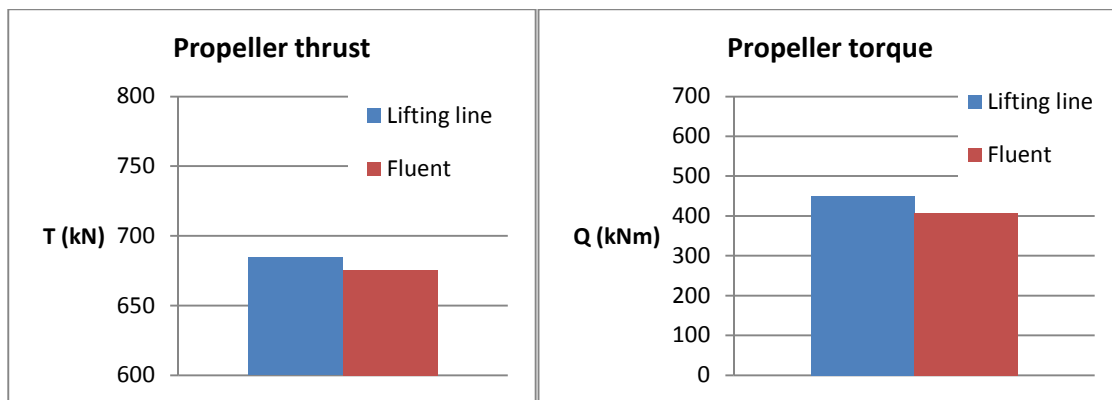 Propeller thrust
800
750
700
650
600
T (kN)
Lifting line
Fluent
Propeller torque
700
600
500
400
300
200
100
0
Q (kNm)
Lifting line
Fluent